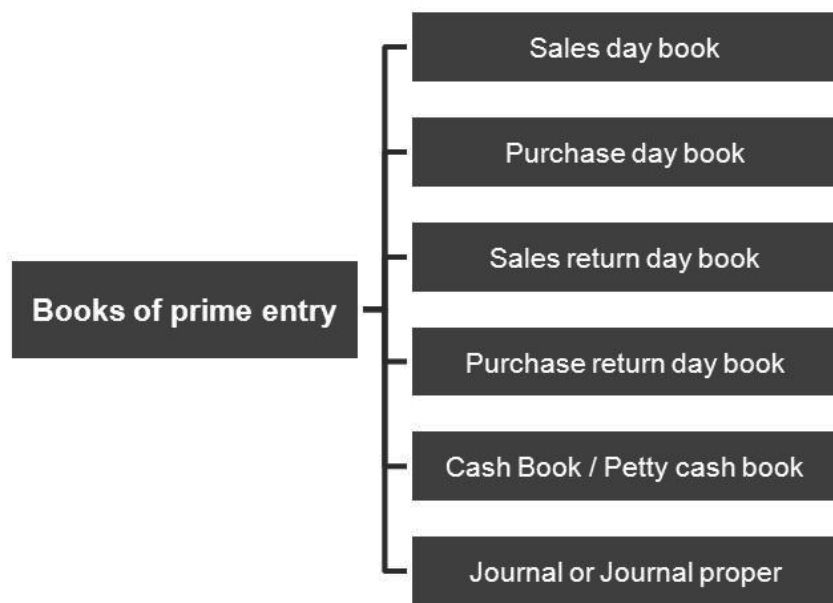 Sales day book
Purchase day book
Sales return day book
Books of prime entry
Purchase return day book
Cash Book / Petty cash book
Journal or Journal proper